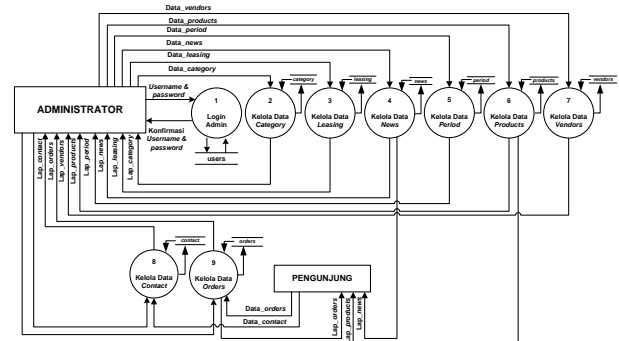 Data_vendors
Data_products
Data_period
Data_news
Data_leasing
Data_category
ADMINISTRATOR
Username &
password
Konfirmasi
Username &
password
1
Login
Admin
users
2
Kelola Data
Category
category
3
Kelola Data
Leasing
leasing
4
Kelola Data
News
news
5
Kelola Data
Period
period
6
Kelola Data
Products
products
7
Kelola Data
Vendors
vendors
Lap_contact
Lap_orders
Lap_vendors
Lap_products
Lap_period
Lap_news
Lap_leasing
Lap_category
8
Kelola Data
Contact
contact
9
Kelola Data
Orders
orders
PENGUNJUNG
Data_orders
Data_contact
Lap_orders
Lap_products
Lap_news